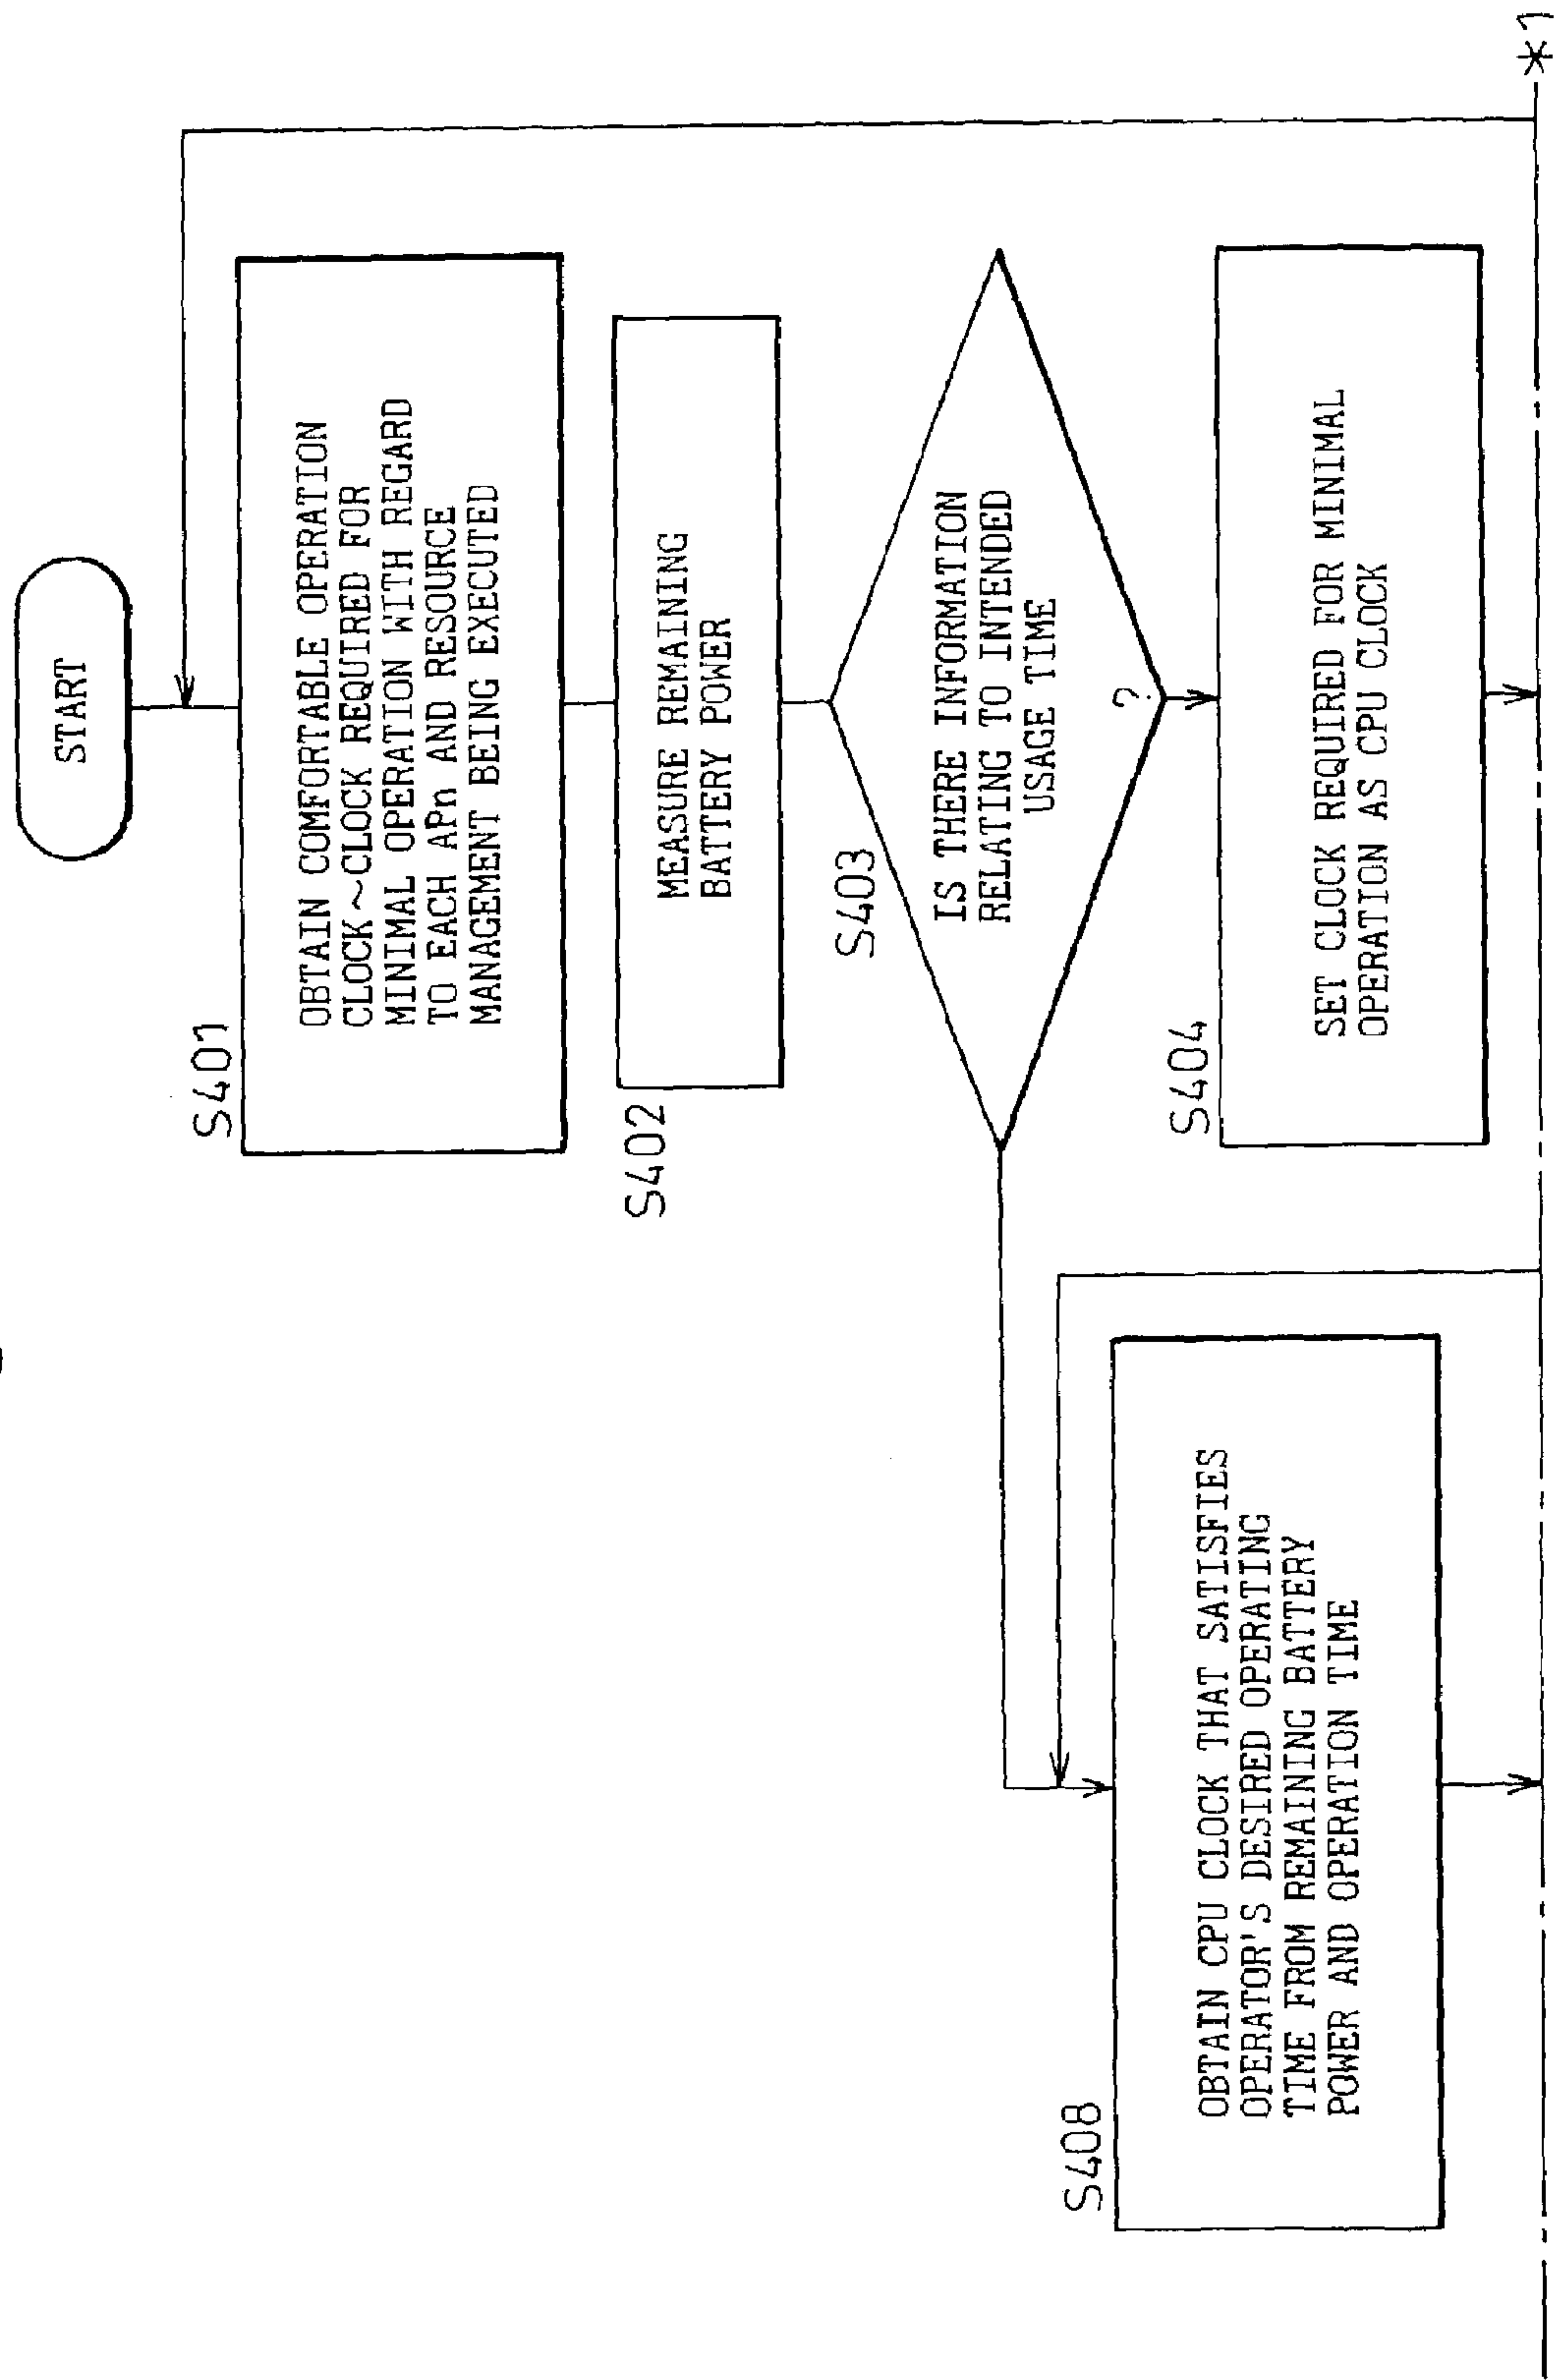 START
S401
OBTAIN COMFORTABLE OPERATION
CLOCK~CLOCK REQUIRED FOR
MINIMAL OPERATION WITH REGARD
TO EACH APn AND RESOURCE
MANAGEMENT BEING EXECUTED
S402
MEASURE REMAINING
BATTERY POWER
S403
IS THERE INFORMATION
RELATING TO INTENDED
USAGE TIME
?
S404
SET CLOCK REQUIRED FOR MINIMAL
OPERATION AS CPU CLOCK
S408
OBTAIN CPU CLOCK THAT SATISFIES
OPERATOR'S DESIRED OPERATING
TIME FROM REMAINING BATTERY
POWER AND OPERATION TIME
*1